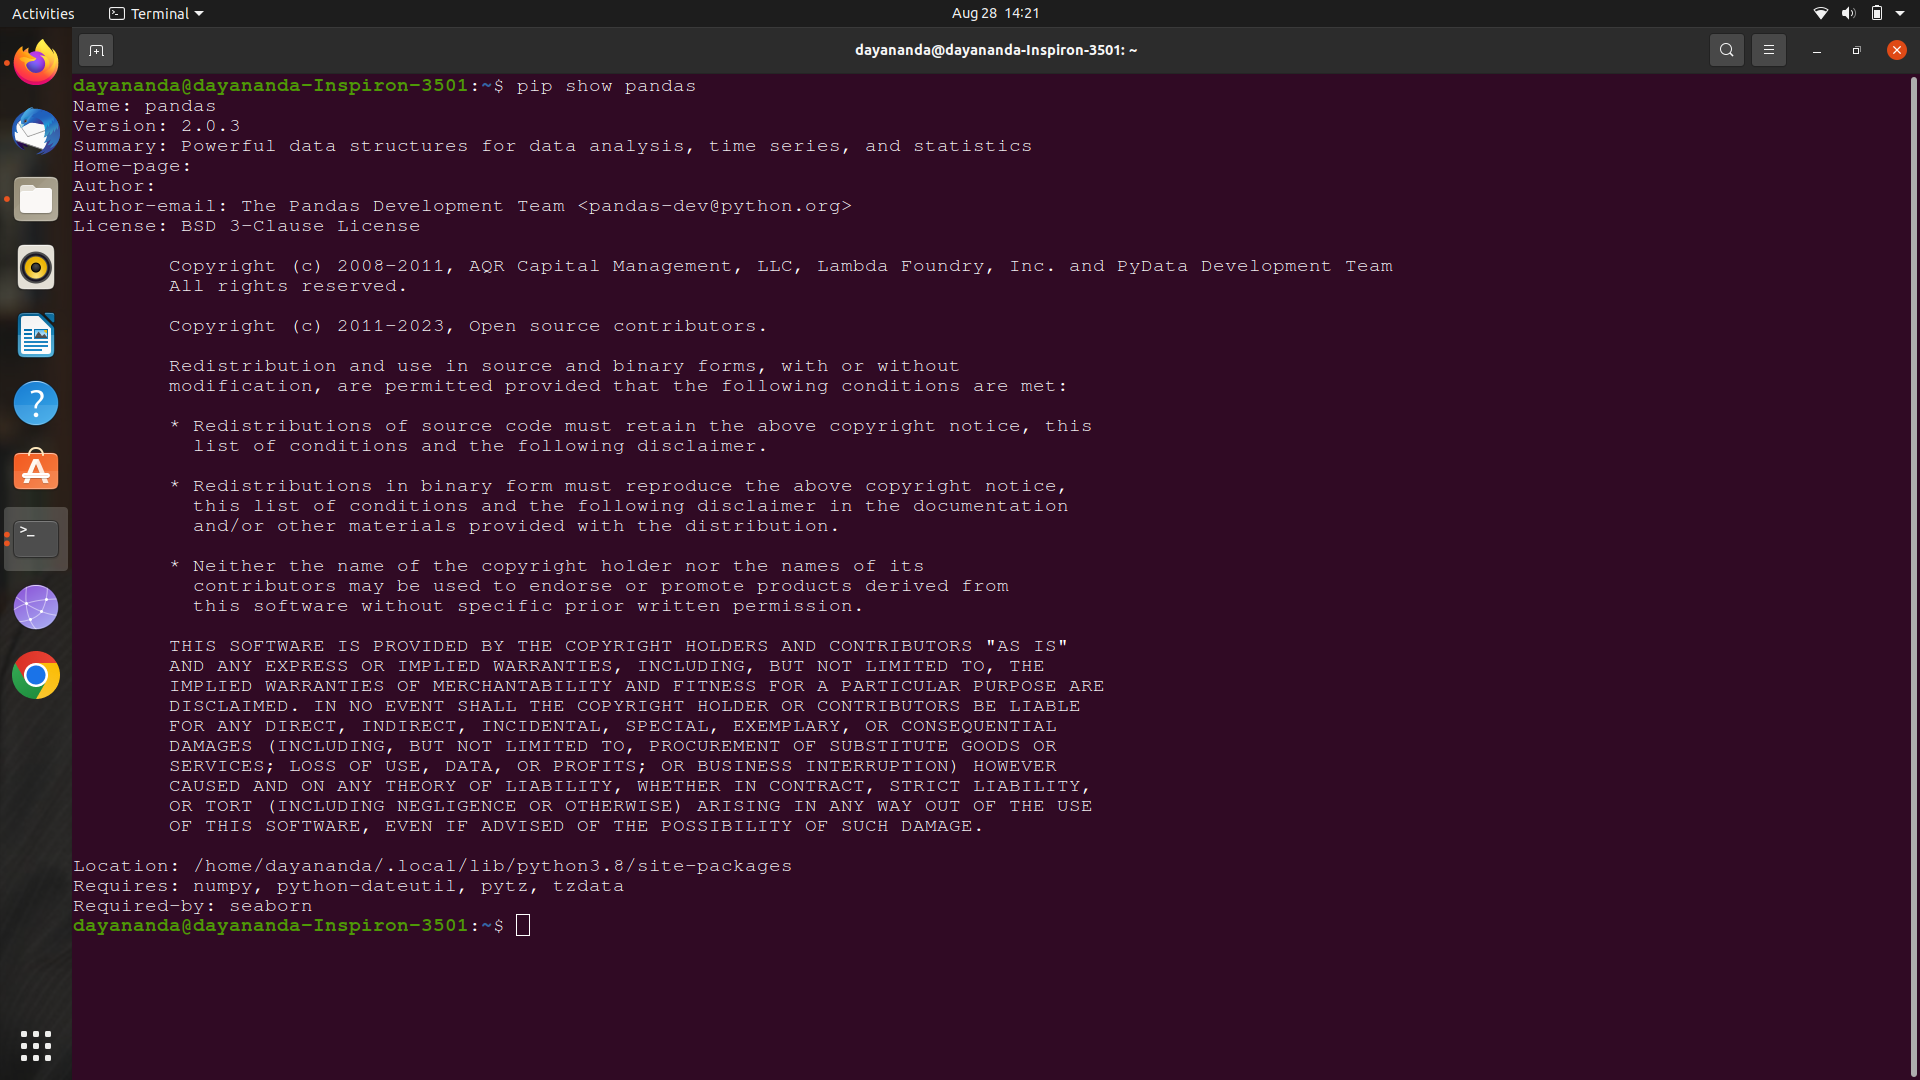 Activities
Terminal
Aug 28 14:21
dayananda@dayananda-Inspiron-3501: ~
dayananda@dayananda-Inspiron-3501:~$ pip show pandas
Name: pandas
Version: 2.0.3
Summary: Powerful data structures for data analysis, time series, and statistics
Home-page:
Author:
Author-email: The Pandas Development Team <pandas-dev@python.org>
License: BSD 3-Clause License
Copyright (c) 2008-2011, AQR Capital Management, LLC, Lambda Foundry, Inc. and PyData Development Team
All rights reserved.
Copyright (c) 2011-2023, Open source contributors.
Redistribution and use in source and binary forms, with or without
modification, are permitted provided that the following conditions are met:
* Redistributions of source code must retain the above copyright notice, this
list of conditions and the following disclaimer.
* Redistributions in binary form must reproduce the above copyright notice,
this list of conditions and the following disclaimer in the documentation
and/or other materials provided with the distribution.
* Neither the name of the copyright holder nor the names of its
contributors may be used to endorse or promote products derived from
this software without specific prior written permission.
THIS SOFTWARE IS PROVIDED BY THE COPYRIGHT HOLDERS AND CONTRIBUTORS "AS IS"
AND ANY EXPRESS OR IMPLIED WARRANTIES, INCLUDING, BUT NOT LIMITED TO, THE
IMPLIED WARRANTIES OF MERCHANTABILITY AND FITNESS FOR A PARTICULAR PURPOSE ARE
DISCLAIMED. IN NO EVENT SHALL THE COPYRIGHT HOLDER OR CONTRIBUTORS BE LIABLE
FOR ANY DIRECT, INDIRECT, INCIDENTAL, SPECIAL, EXEMPLARY, OR CONSEQUENTIAL
DAMAGES (INCLUDING, BUT NOT LIMITED TO, PROCUREMENT OF SUBSTITUTE GOODS OR
SERVICES; LOSS OF USE, DATA, OR PROFITS; OR BUSINESS INTERRUPTION) HOWEVER
CAUSED AND ON ANY THEORY OF LIABILITY, WHETHER IN CONTRACT, STRICT LIABILITY,
OR TORT (INCLUDING NEGLIGENCE OR OTHERWISE) ARISING IN ANY WAY OUT OF THE USE
OF THIS SOFTWARE, EVEN IF ADVISED OF THE POSSIBILITY OF SUCH DAMAGE.
Location: /home/dayananda/.local/lib/python3.8/site-packages
Requires: numpy, python-dateutil, pytz, tzdata
Required-by: seaborn
dayananda@dayananda-Inspiron-3501:~$